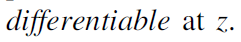 differentiable at z.